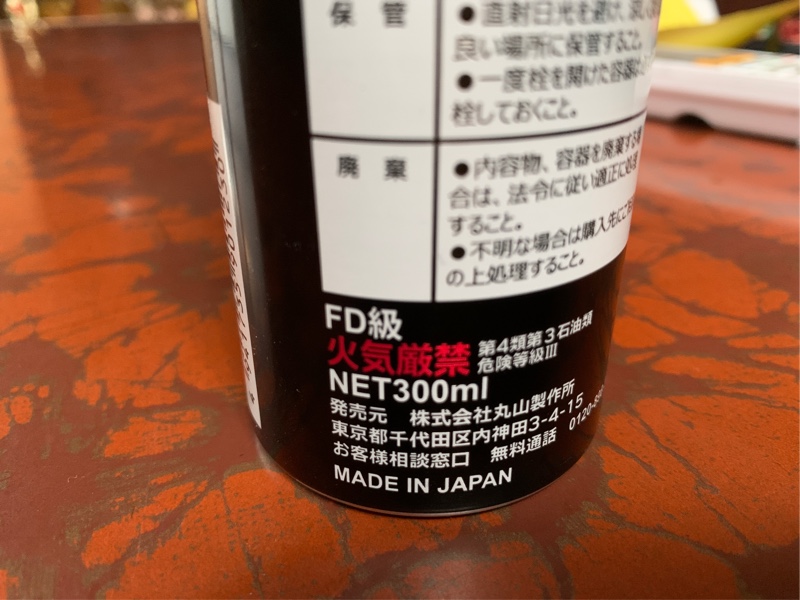 保管
●直射日光を避け、涼し
良い場所に保管すること。
●一度栓を開けた容器は
栓しておくこと。
廃棄
●内容物、容器を廃棄する場
合は、法令に従い適正に処理
すること。
●不明な場合は購入先にご
の上処理すること。
FD級
火気厳禁
第4類第3石油類
危険等級III
NET300ml
発売元 株式会社丸山製作所
東京都千代田区内神田3-4-15
お客様相談窓口 無料通話 0120-
MADE IN JAPAN